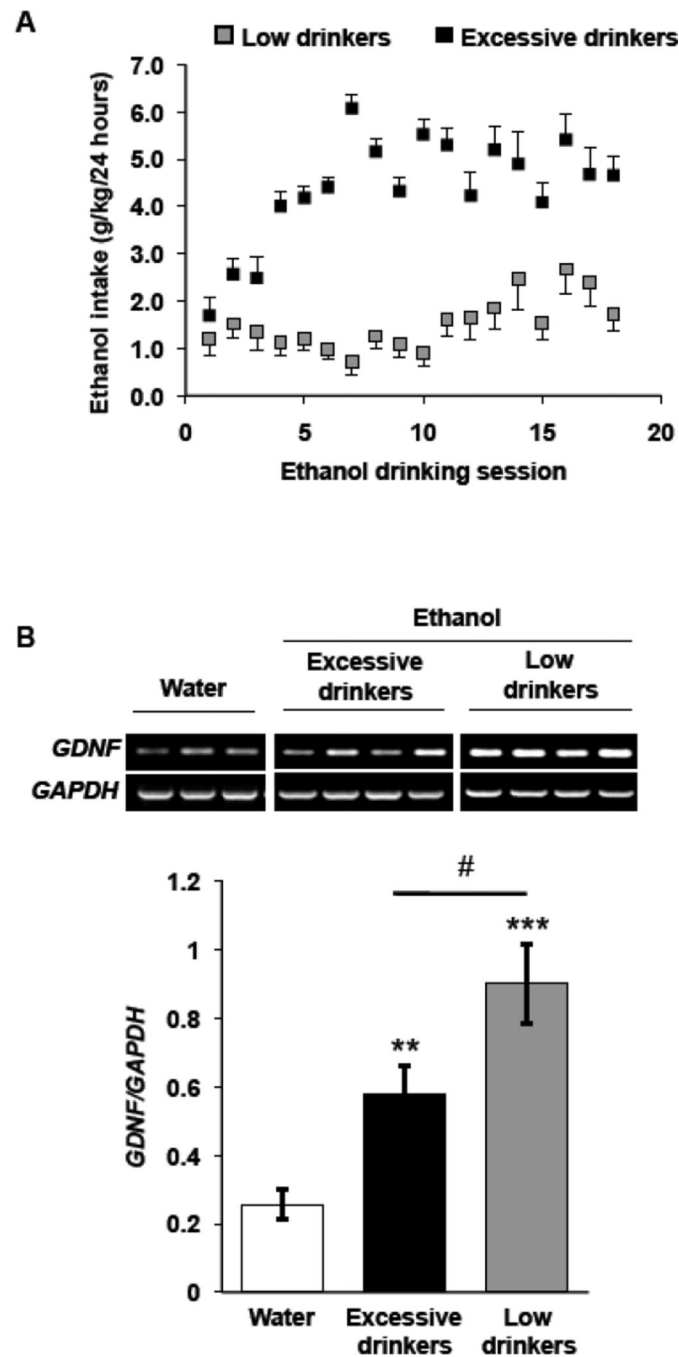 A
Low drinkers
Excessive drinkers
7.0
6.0
5.0
4.0
3.0
2.0
1.0
0.0
Ethanol intake (g/kg/24 hours)
0 5 10 15 20
Ethanol drinking session
B
Ethanol
Water
Excessive
drinkers
Low
drinkers
GDNF
GAPDH
#
1.2
1
0.8
0.6
0.4
0.2
0
GDNF/GAPDH
**
***
Water
Excessive
drinkers
Low
drinkers